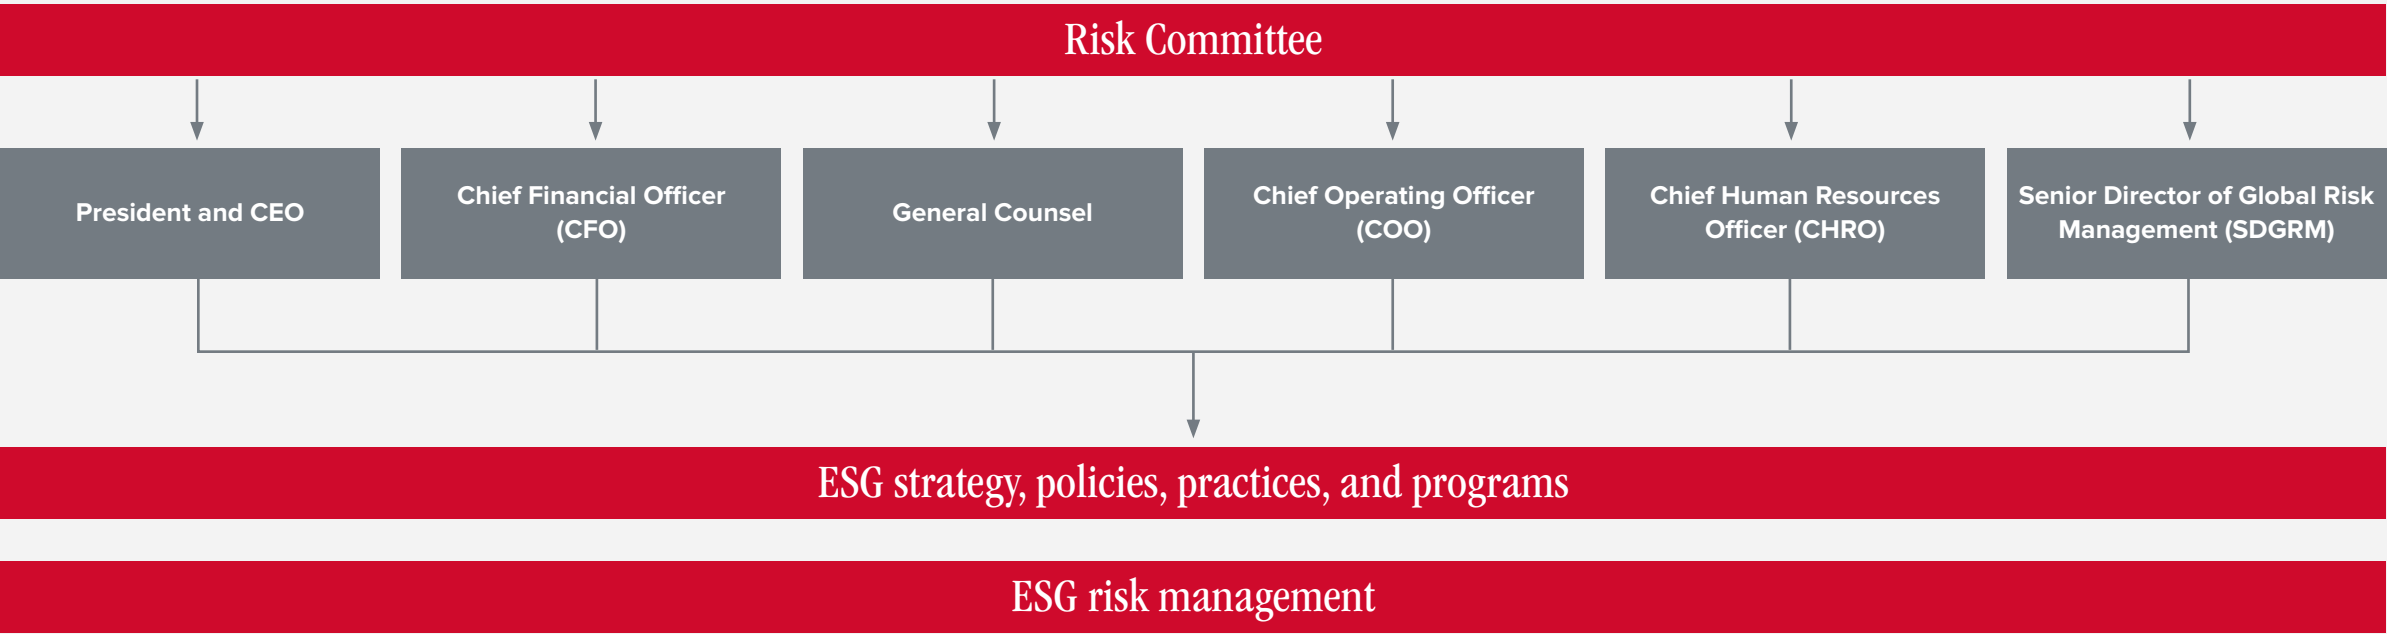 Risk Committee
President and CEO
Chief Financial Officer
(CFO)
General Counsel
Chief Operating Officer
(COO)
Chief Human Resources
Officer (CHRO)
Senior Director of Global Risk
Management (SDGRM)
ESG strategy, policies, practices, and programs
ESG risk management